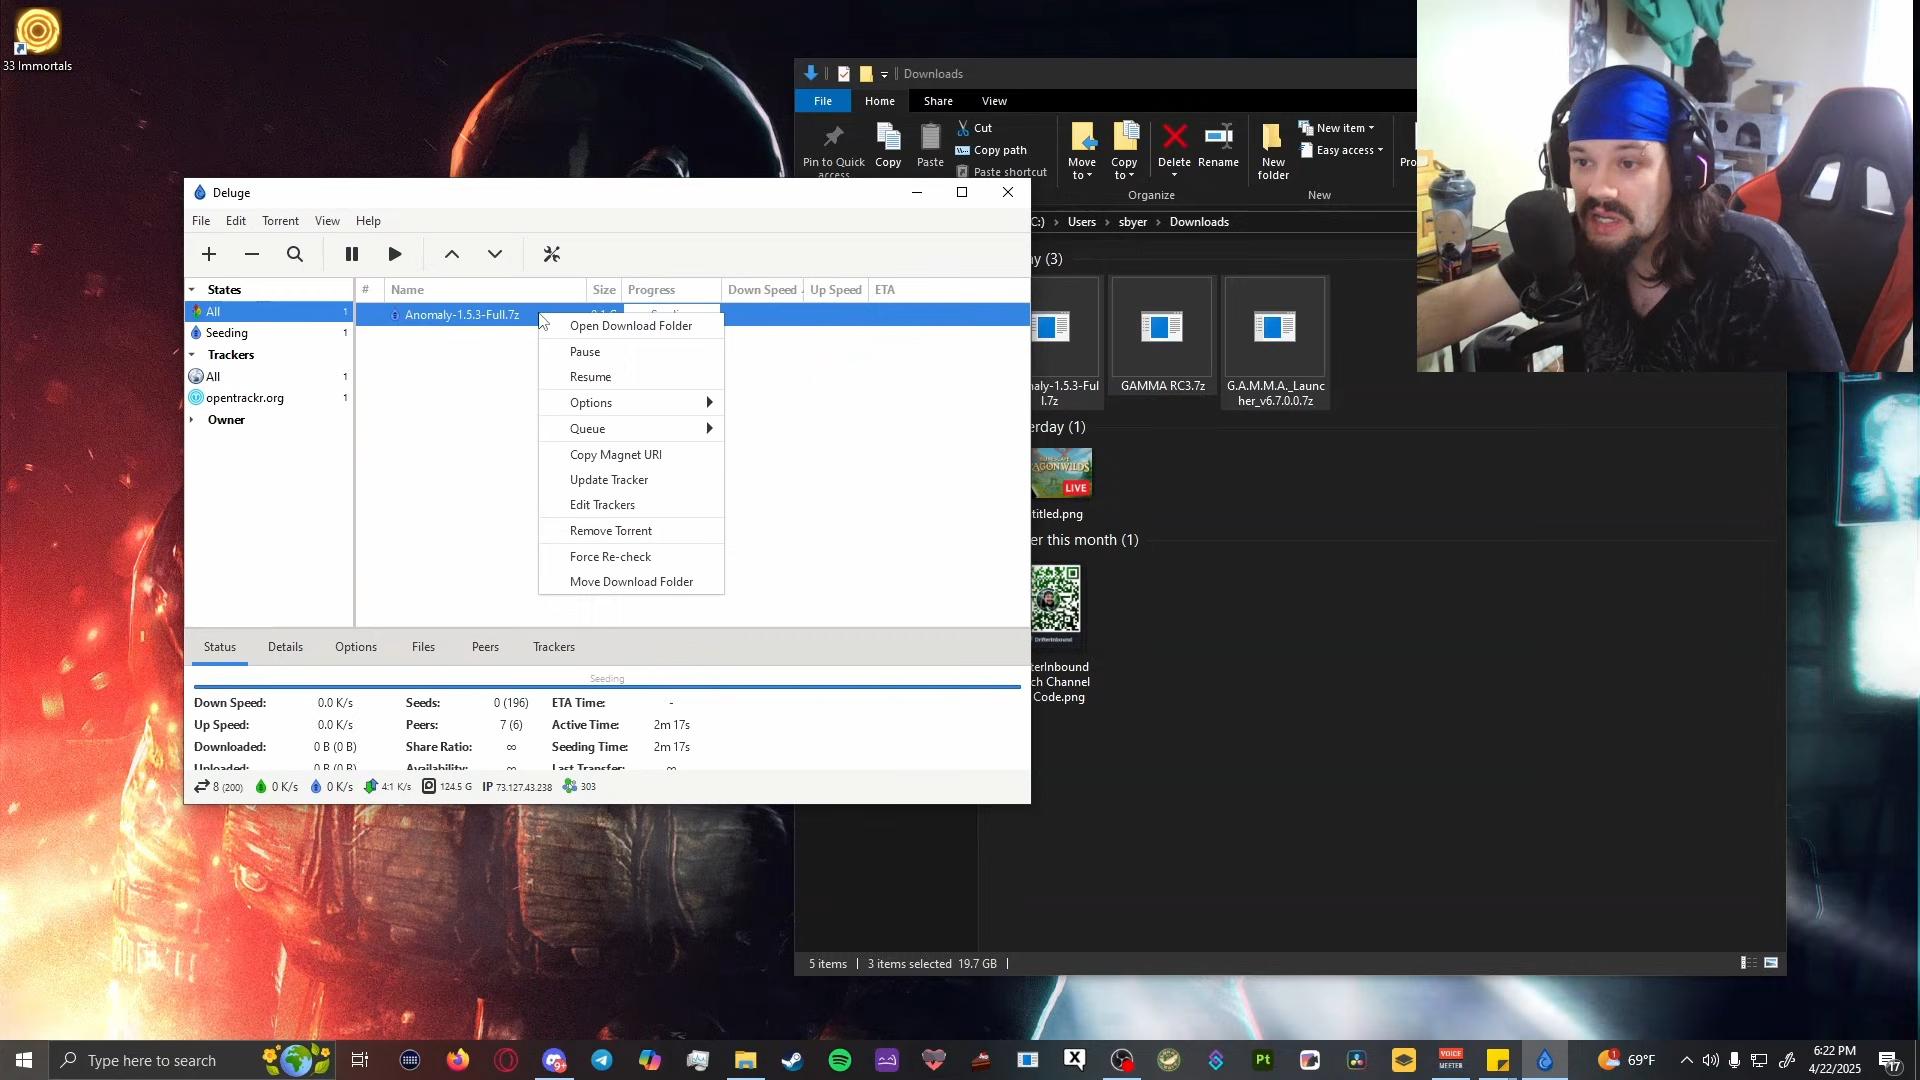 33 Immortals
Downloads
File
Home
Share
View
Pin to Quick
access
Copy
Paste
Cut
Copy path
Paste shortcut
Move
to
Copy
to
Delete
Rename
New
folder
New item
Easy access
Organize
New
C:)
Users
sbyer
Downloads
y (3)
aly-1.5.3-Ful
l.7z
GAMMA RC3.7z
G.A.M.M.A._Launc
her_v6.7.0.0.7z
erday (1)
LIVE
titled.png
er this month (1)
terInbound
ch Channel
Code.png
5 items
3 items selected 19.7 GB
Deluge
File
Edit
Torrent
View
Help
States
All 1
Seeding 1
Trackers
All 1
opentrackr.org 1
Owner
#
Name
Size
Progress
Down Speed
Up Speed
ETA
Anomaly-1.5.3-Full.7z
Open Download Folder
Pause
Resume
Options
Queue
Copy Magnet URI
Update Tracker
Edit Trackers
Remove Torrent
Force Re-check
Move Download Folder
Status
Details
Options
Files
Peers
Trackers
Seeding
Down Speed: 0.0 K/s Seeds: 0 (196) ETA Time: -
Up Speed: 0.0 K/s Peers: 7 (6) Active Time: 2m 17s
Downloaded: 0 B (0 B) Share Ratio: ∞ Seeding Time: 2m 17s
Uploaded: 0 B (0 B) Availability: ∞ Last Transfer: ∞
8 (200) 0 K/s 0 K/s 4:1 K/s 124.5 G IP 73.127.43.238 303
Type here to search
X
Pt
VOICE
MEETER
69°F
6:22 PM
4/22/2025
17